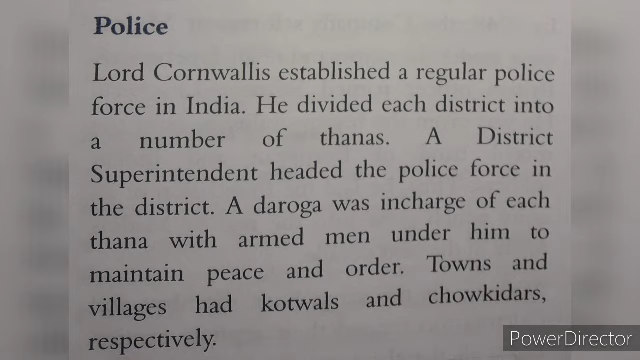 Police
Lord Cornwallis established a regular police
force in India. He divided each district into
a number of thanas. A District
Superintendent headed the police force in
the district. A daroga was incharge of each
thana with armed men under him to
maintain peace and order. Towns and
villages had kotwals and chowkidars,
respectively.
PowerDirector